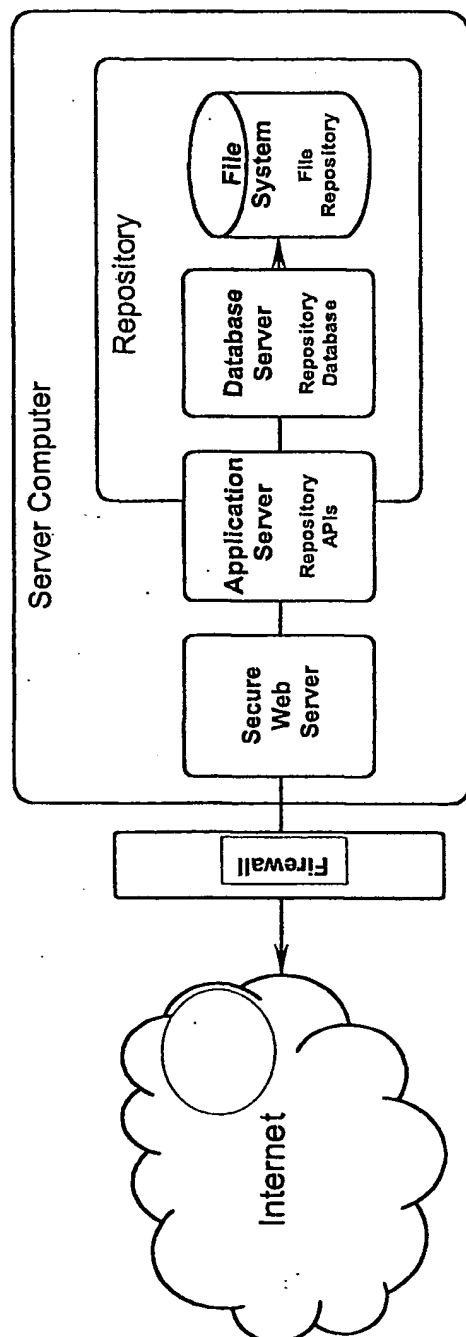 Server Computer
Repository
Internet
Firewall
Secure
Web
Server
Application
Server
Repository
APIs
Database
Server
Repository
Database
File
System
File
Repository